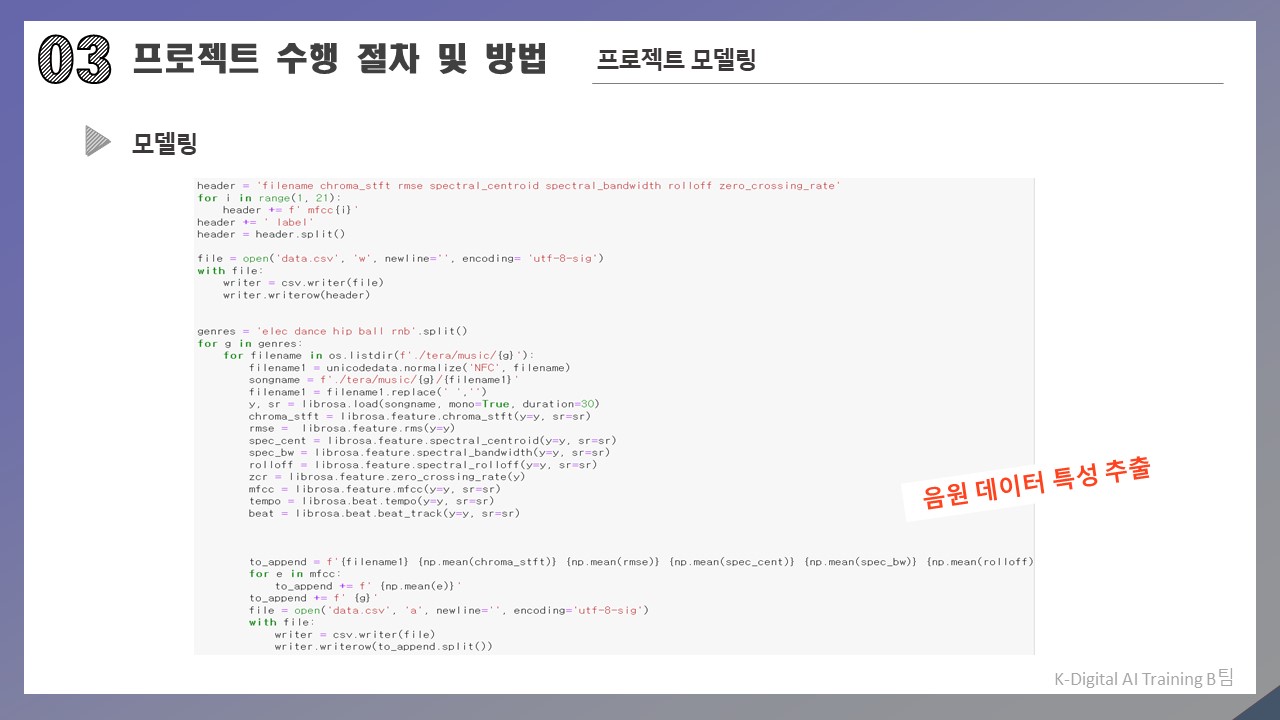 03 프로젝트 수행 절차 및 방법 프로젝트 모델링
모델링
header = 'filename chroma_stft rmse spectral_centroid spectral_bandwidth rolloff zero_crossing_rate'
for i in range(1, 21):
    header += f' mfcc{i}'
header += ' label'
header = header.split()
file = open('data.csv', 'w', newline='', encoding= 'utf-8-sig')
with file:
    writer = csv.writer(file)
    writer.writerow(header)
genres = 'elec dance hip ball rnb'.split()
for g in genres:
    for filename in os.listdir(f'./tera/music/{g}'):
        filename1 = unicodedata.normalize('NFC', filename)
        songname = f'./tera/music/{g}/{filename1}'
        filename1 = filename1.replace(' ','')
        y, sr = librosa.load(songname, mono=True, duration=30)
        chroma_stft = librosa.feature.chroma_stft(y=y, sr=sr)
        rmse =  librosa.feature.rms(y=y)
        spec_cent = librosa.feature.spectral_centroid(y=y, sr=sr)
        spec_bw = librosa.feature.spectral_bandwidth(y=y, sr=sr)
        rolloff = librosa.feature.spectral_rolloff(y=y, sr=sr)
        zcr = librosa.feature.zero_crossing_rate(y)
        mfcc = librosa.feature.mfcc(y=y, sr=sr)
        tempo = librosa.beat.tempo(y=y, sr=sr)
        beat = librosa.beat.beat_track(y=y, sr=sr)
        to_append = f'{filename1} {np.mean(chroma_stft)} {np.mean(rmse)} {np.mean(spec_cent)} {np.mean(spec_bw)} {np.mean(rolloff)
        for e in mfcc:
            to_append += f' {np.mean(e)}'
        to_append += f' {g}'
        file = open('data.csv', 'a', newline='', encoding='utf-8-sig')
        with file:
            writer = csv.writer(file)
            writer.writerow(to_append.split())
음원 데이터 특성 추출
K-Digital AI Training B팀